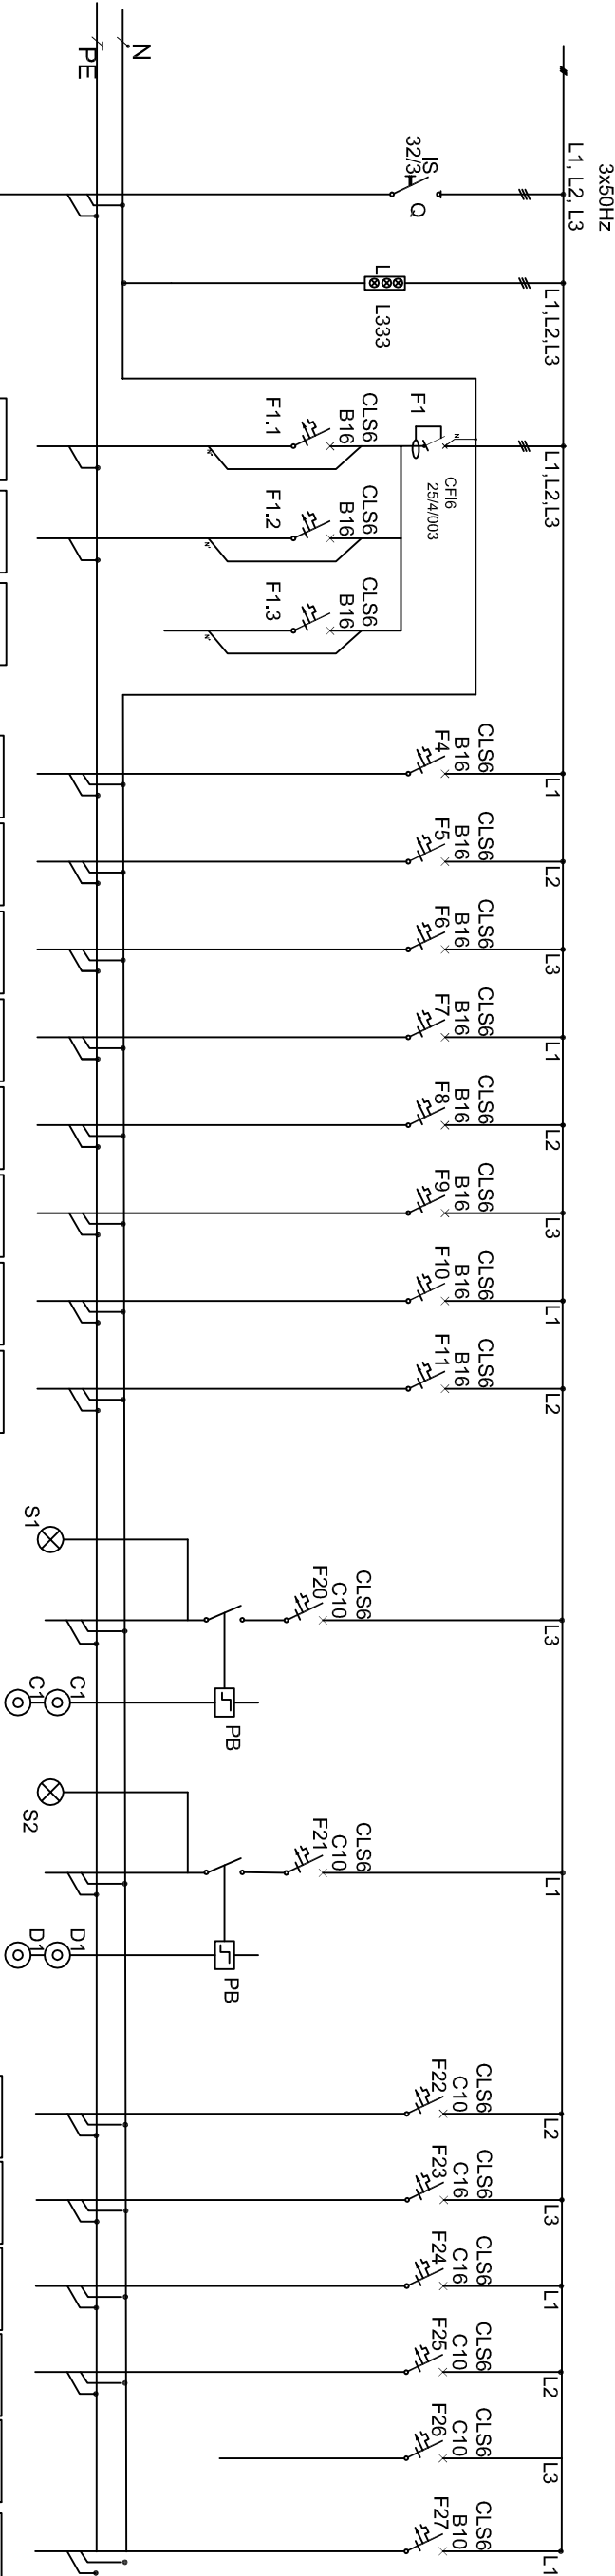 3x50Hz
L1, L2, L3
N
PE
IS
32/3
Q
L1,L2,L3
L
L333
L1,L2,L3
F1
N
CFI6
25/4/003
CLS6
B16
F1.1
N'
CLS6
B16
F1.2
N'
CLS6
B16
F1.3
N'
L1
CLS6
B16
F4
L2
CLS6
B16
F5
L3
CLS6
B16
F6
L1
CLS6
B16
F7
L2
CLS6
B16
F8
L3
CLS6
B16
F9
L1
CLS6
B16
F10
L2
CLS6
B16
F11
L3
CLS6
C10
F20
S1
PB
C1
C1
L1
CLS6
C10
F21
S2
PB
D1
D1
L2
CLS6
C10
F22
L3
CLS6
C16
F23
L1
CLS6
C16
F24
L2
CLS6
C10
F25
L3
CLS6
C10
F26
L1
CLS6
B10
F27